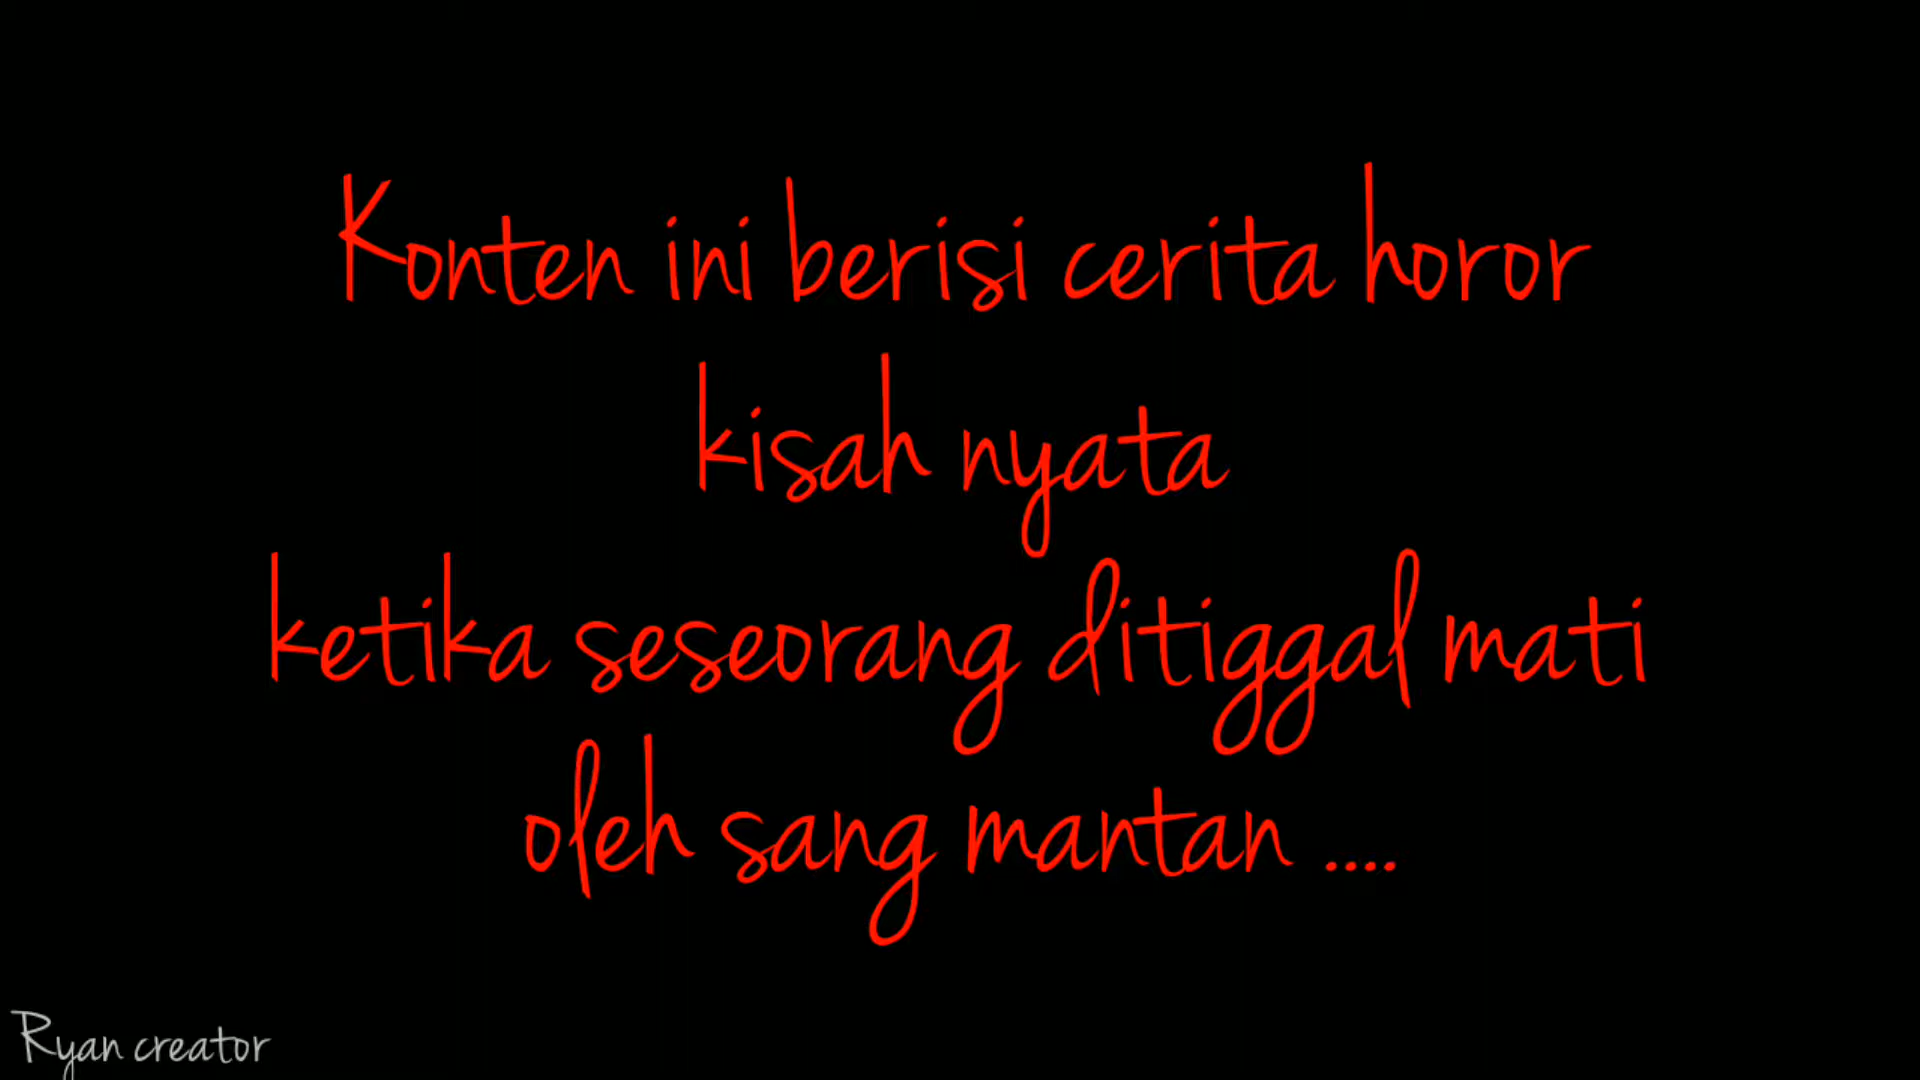 Konten ini berisi cerita horor
kisah nyata
ketika seseorang ditiggal mati
oleh sang mantan ....
Ryan creator